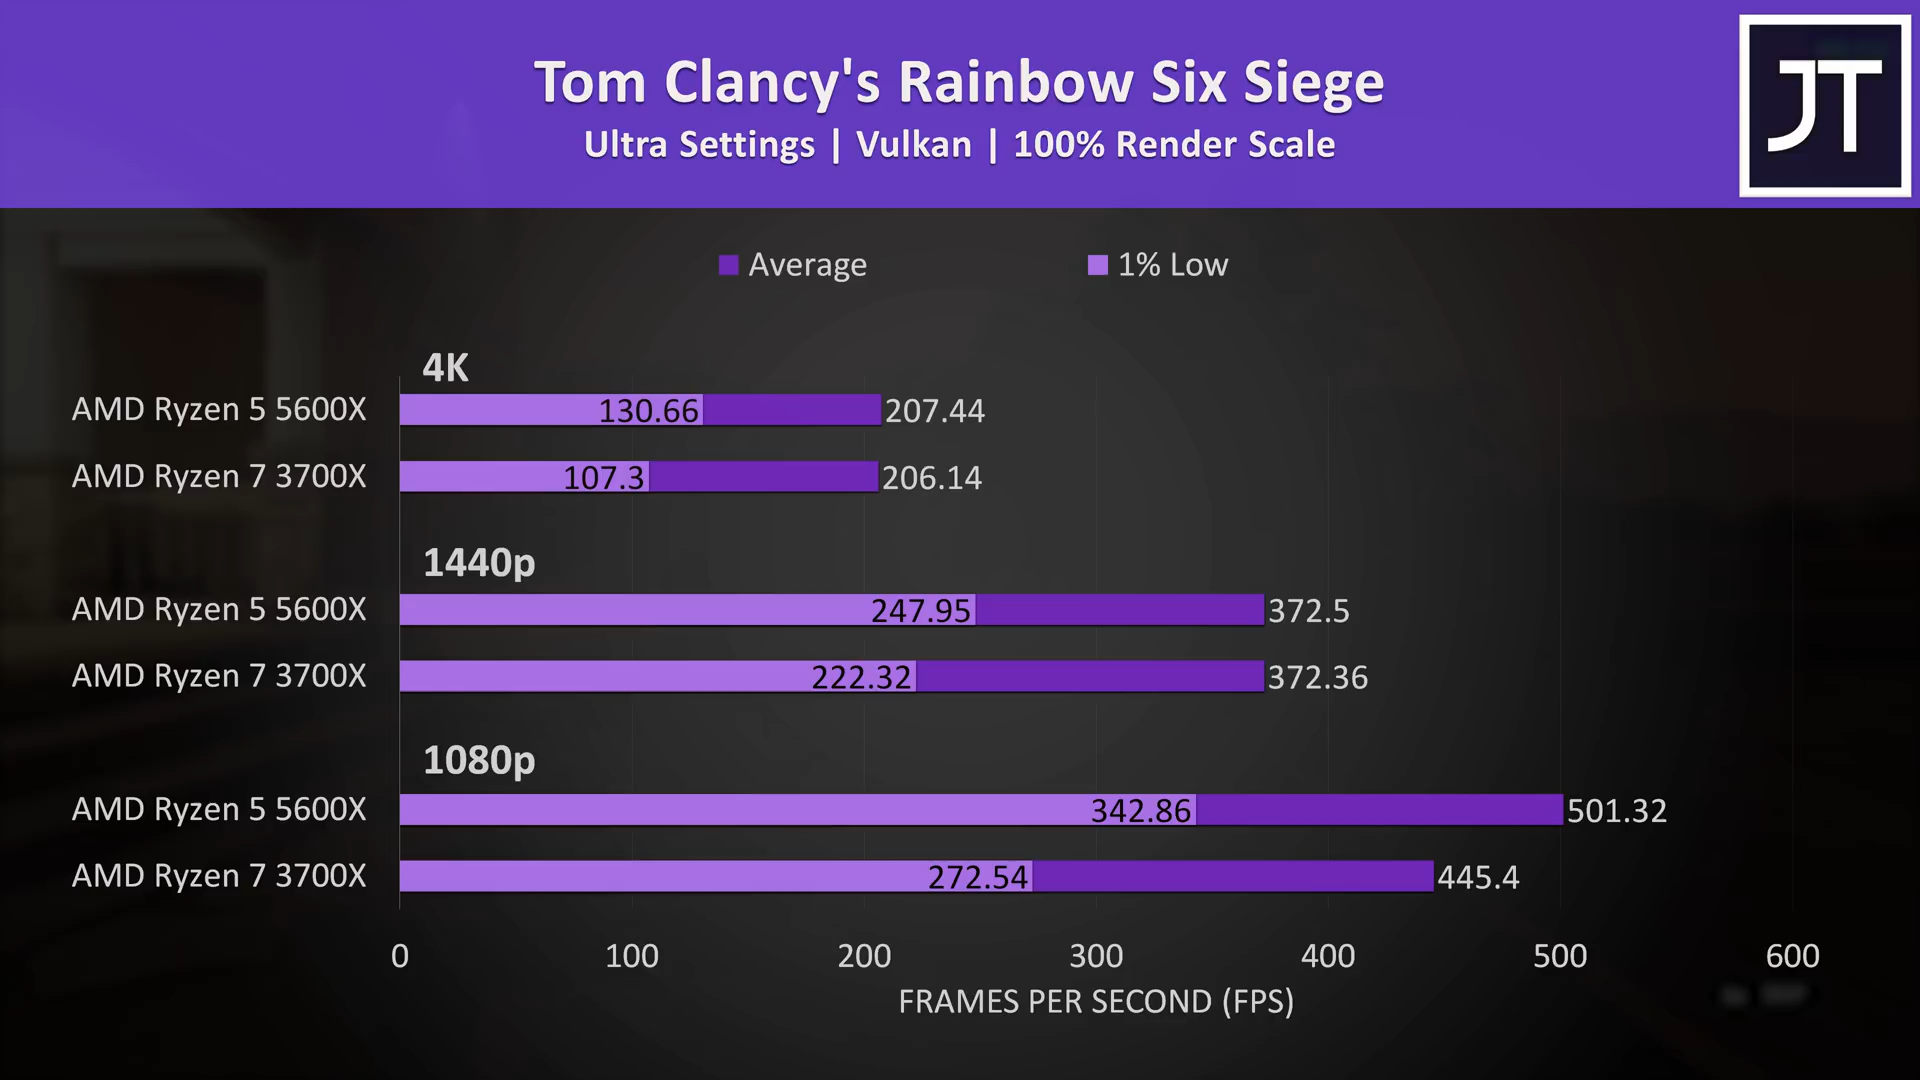 Tom Clancy's Rainbow Six Siege
Ultra Settings | Vulkan | 100% Render Scale
JT
Average 1% Low
4K
AMD Ryzen 5 5600X 130.66 207.44
AMD Ryzen 7 3700X 107.3 206.14
1440p
AMD Ryzen 5 5600X 247.95 372.5
AMD Ryzen 7 3700X 222.32 372.36
1080p
AMD Ryzen 5 5600X 342.86 501.32
AMD Ryzen 7 3700X 272.54 445.4
0 100 200 300 400 500 600
FRAMES PER SECOND (FPS)